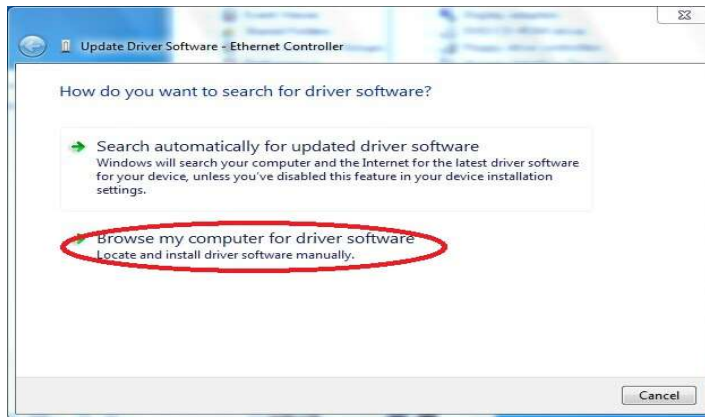 Update Driver Software - Ethernet Controller
How do you want to search for driver software?
Search automatically for updated driver software
Windows will search your computer and the Internet for the latest driver software
for your device, unless you've disabled this feature in your device installation
settings.
Browse my computer for driver software
Locate and install driver software manually.
Cancel